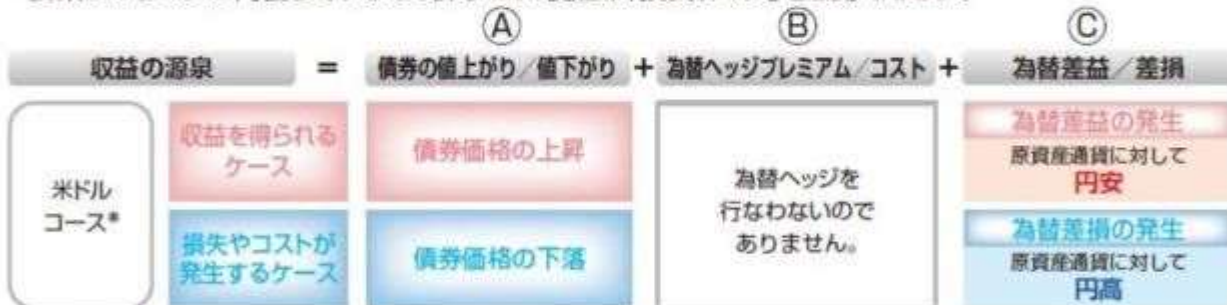 Ⓐ Ⓑ Ⓒ
収益の源泉 = 債券の値上がり／値下がり + 為替ヘッジプレミアム／コスト + 為替差益／差損
米ドル
コース*
収益を得られる
ケース
債券価格の上昇
為替ヘッジを
行なわないので
ありません。
為替差益の発生
原資産通貨に対して
円安
損失やコストが
発生するケース
債券価格の下落
為替差損の発生
原資産通貨に対して
円高